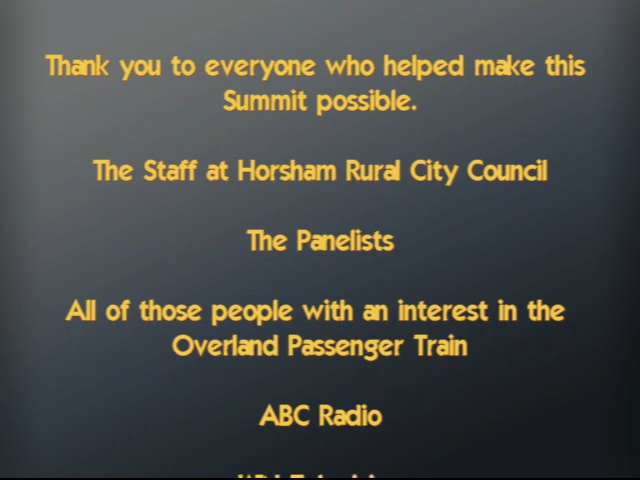 Thank you to everyone who helped make this
Summit possible.
The Staff at Horsham Rural City Council
The Panelists
All of those people with an interest in the
Overland Passenger Train
ABC Radio